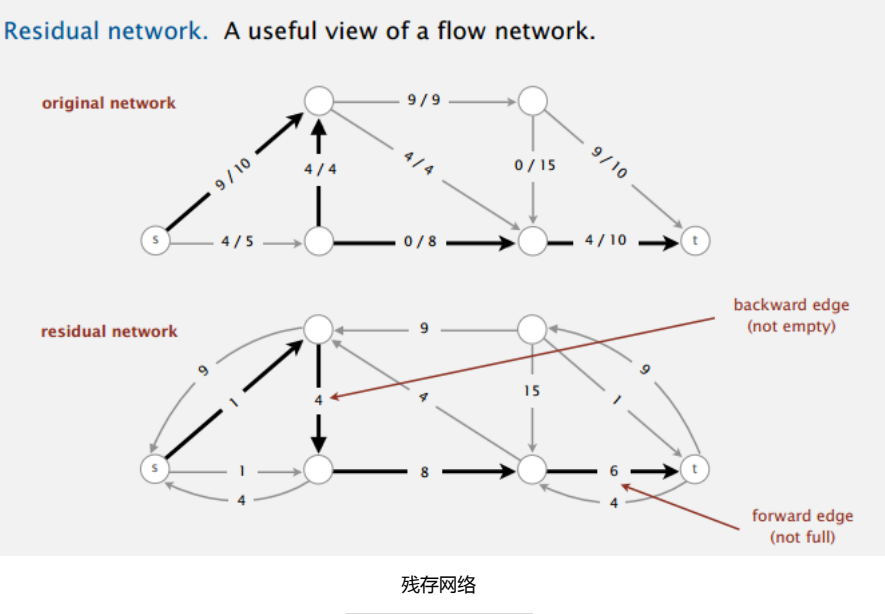 Residual network. A useful view of a flow network.
original network
9 / 9
9 / 10
4 / 4
4 / 4
0 / 15
9 / 10
s
4 / 5
0 / 8
4 / 10
t
backward edge
(not empty)
residual network
9
9
9
1
4
4
15
1
s
1
8
6
t
4
4
forward edge
(not full)
残存网络